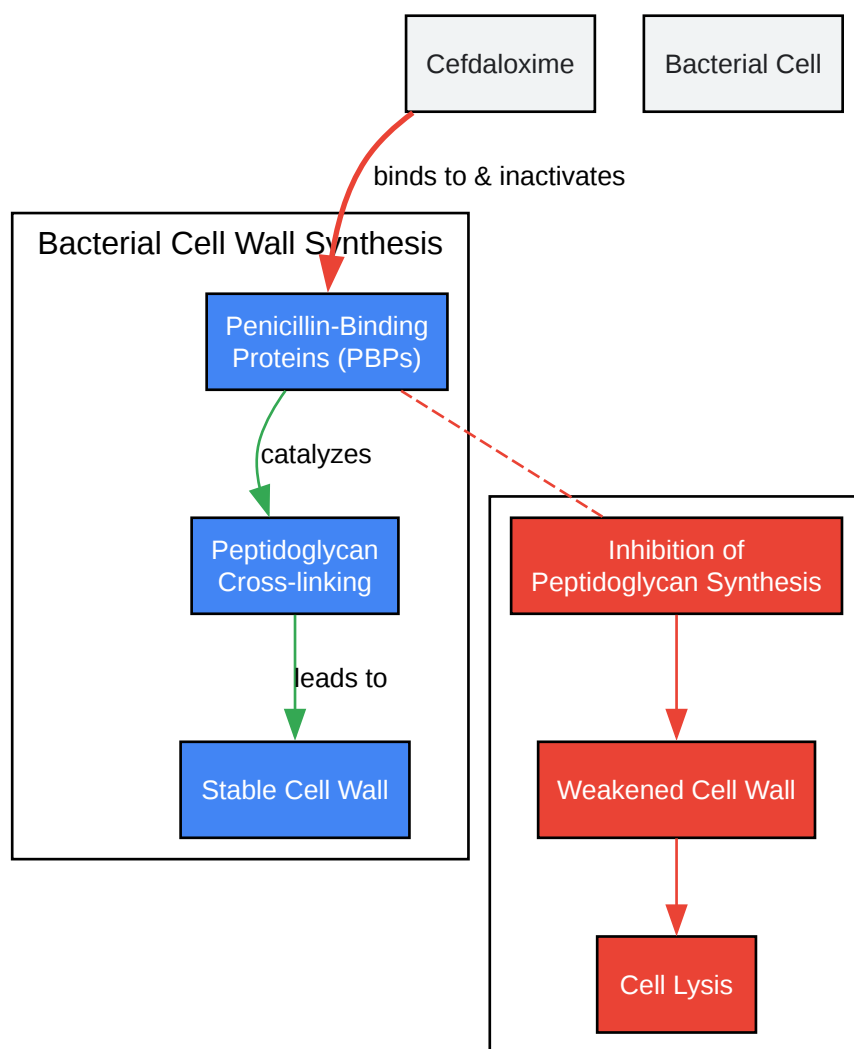 Cefdaloxime
Bacterial Cell
binds to & inactivates
Bacterial Cell Wall Synthesis
Penicillin-Binding
Proteins (PBPs)
catalyzes
Peptidoglycan
Cross-linking
Inhibition of
Peptidoglycan Synthesis
leads to
Stable Cell Wall
Weakened Cell Wall
Cell Lysis